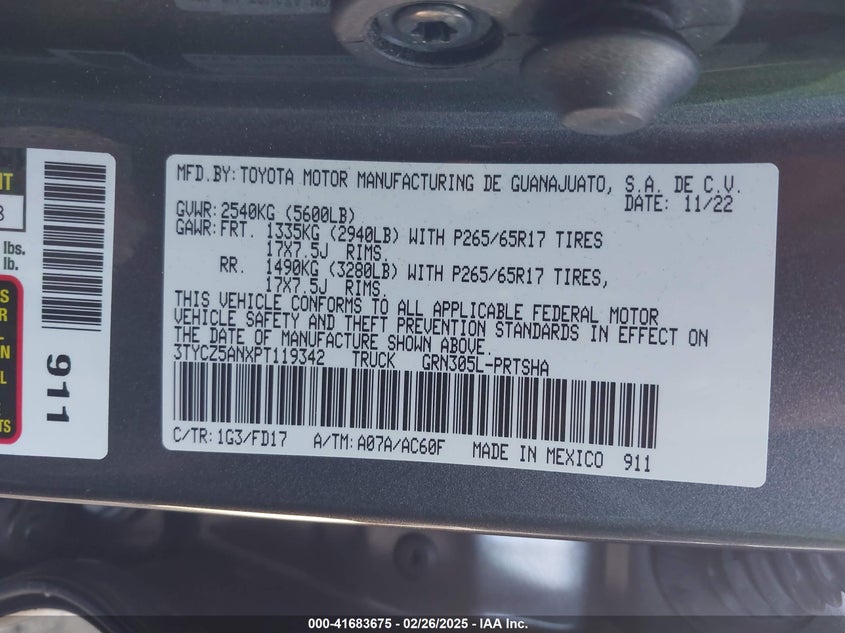 MFD.BY:TOYOTA MOTOR MANUFACTURING DE GUANAJUATO, S.A. DE C.V.
GVWR:2540KG (5600LB) DATE: 11/22
GAWR:FRT. 1335KG (2940LB) WITH P265/65R17 TIRES
17X7.5J RIMS.
RR. 1490KG (3280LB) WITH P265/65R17 TIRES,
17X7.5J RIMS.
THIS VEHICLE CONFORMS TO ALL APPLICABLE FEDERAL MOTOR
VEHICLE SAFETY AND THEFT PREVENTION STANDARDS IN EFFECT ON
THE DATE OF MANUFACTURE SHOWN ABOVE.
3TYCZ5ANXPT119342 TRUCK GRN305L-PRTSHA
C/TR:1G3/FD17 A/TM:A07A/AC60F MADE IN MEXICO 911
lbs.
lb.
911
000-41683675 - 02/26/2025 - IAA Inc.